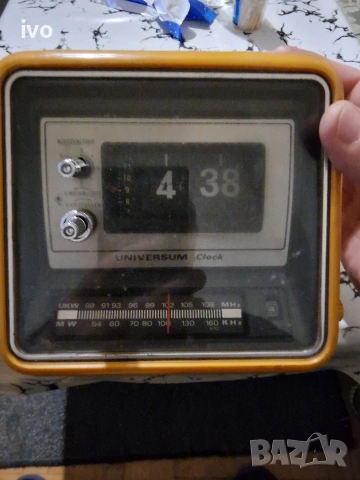 ivo
4 38
UNIVERSUM Clock
UKW 88 91 93 96 99 102 105 108 MHz
MW 54 60 70 80 100 130 160 KHz
BAZAR